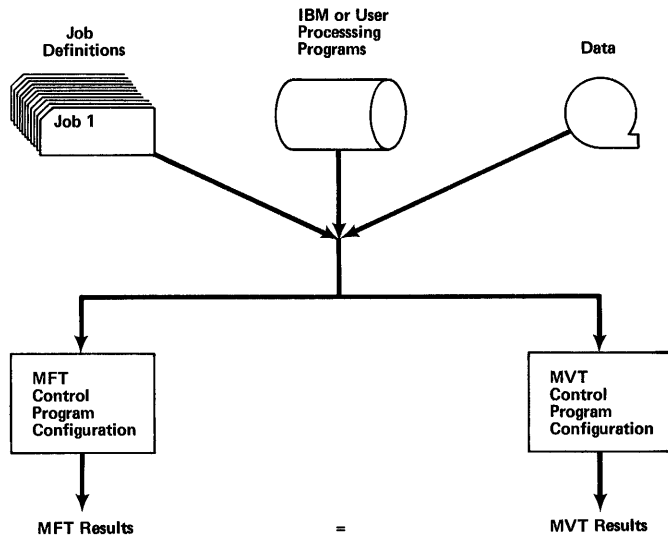 Job
Definitions
IBM or User
Processsing
Programs
Data
Job 1
MFT
Control
Program
Configuration
MVT
Control
Program
Configuration
MFT Results
=
MVT Results